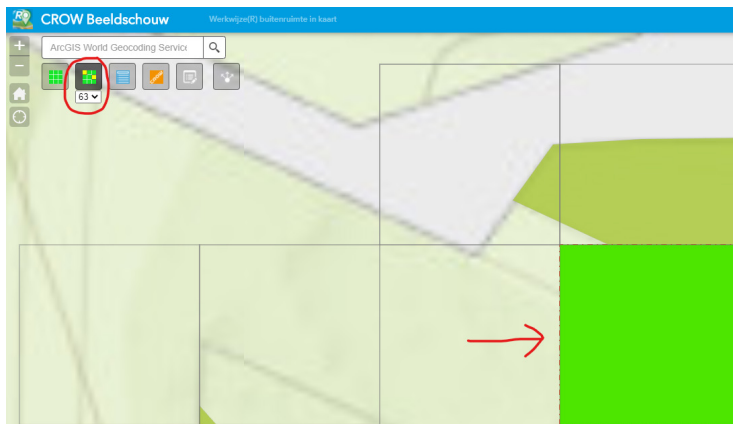 R
CROW Beeldschouw
Werkwijze(R) buitenruimte in kaart
+
ArcGIS World Geocoding Service
−
63